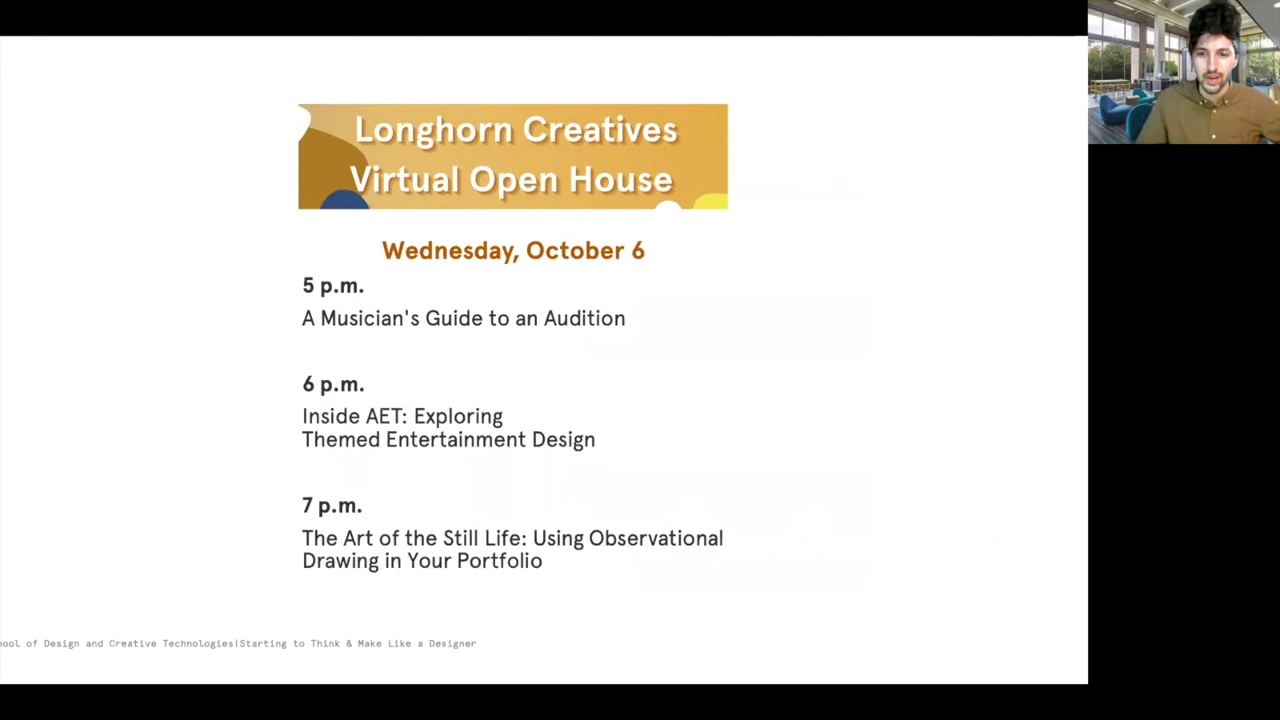 Longhorn Creatives
Virtual Open House
Wednesday, October 6
5 p.m.
A Musician's Guide to an Audition
6 p.m.
Inside AET: Exploring
Themed Entertainment Design
7 p.m.
The Art of the Still Life: Using Observational
Drawing in Your Portfolio
of Design and Creative Technologies|Starting to Think & Make Like a Designer